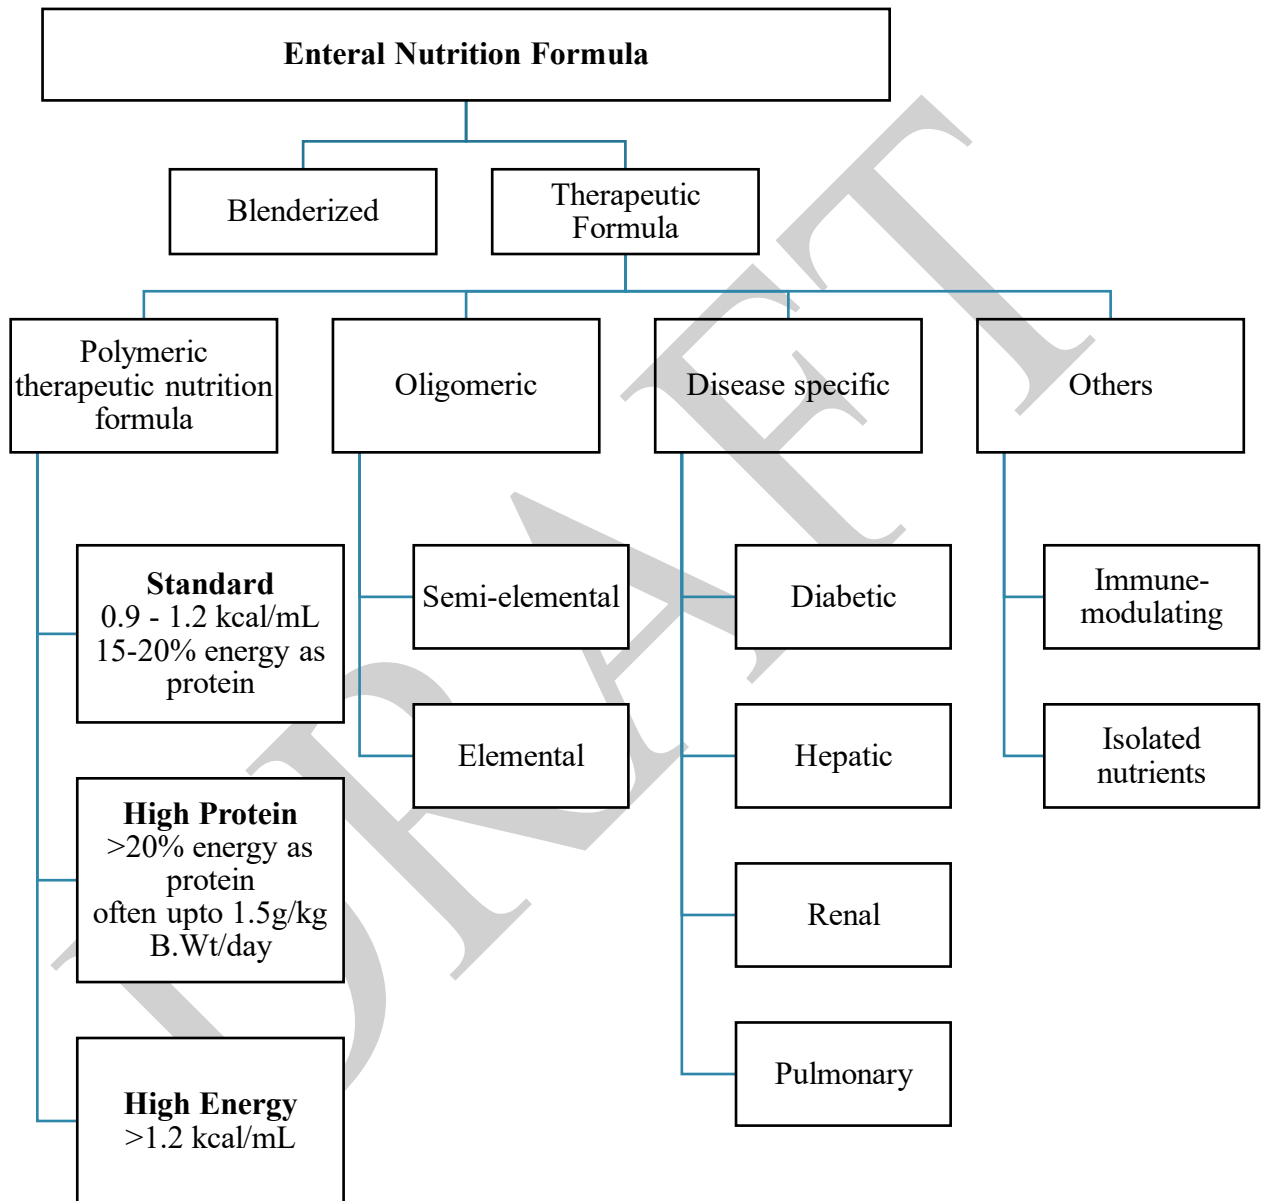 Enteral Nutrition Formula
Blenderized
Therapeutic
Formula
Polymeric
therapeutic nutrition
formula
Oligomeric
Disease specific
Others
Standard
0.9 - 1.2 kcal/mL
15-20% energy as
protein
High Protein
>20% energy as
protein
often upto 1.5g/kg
B.Wt/day
High Energy
>1.2 kcal/mL
Semi-elemental
Elemental
Diabetic
Hepatic
Renal
Pulmonary
Immune-
modulating
Isolated
nutrients
DRAFT